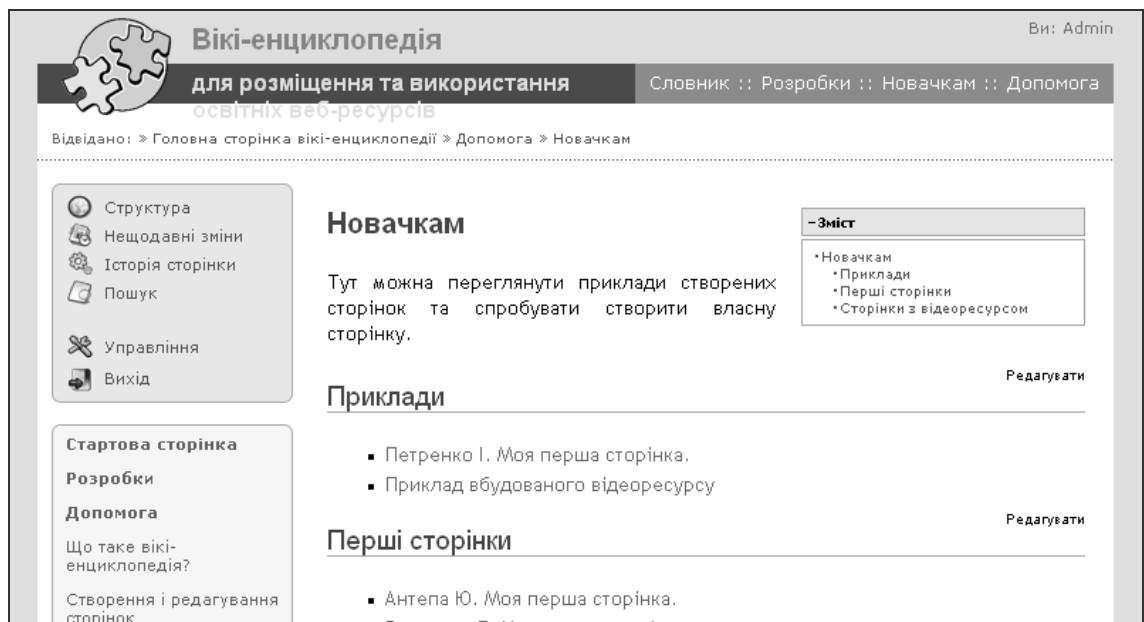 Вікі-енциклопедія
Ви: Admin
для розміщення та використання
Словник :: Розробки :: Новачкам :: Допомога
освітніх веб-ресурсів
Відвідано: » Головна сторінка вікі-енциклопедії » Допомога » Новачкам
Структура
Нещодавні зміни
Історія сторінки
Пошук
Управління
Вихід
Стартова сторінка
Розробки
Допомога
Що таке вікі-
енциклопедія?
Створення і редагування
сторінок
Новачкам
Тут можна переглянути приклади створених
сторінок та спробувати створити власну
сторінку.
−Зміст
•Новачкам
•Приклади
•Перші сторінки
•Сторінки з відеоресурсом
Редагувати
Приклади
▪ Петренко І. Моя перша сторінка.
▪ Приклад вбудованого відеоресурсу
Редагувати
Перші сторінки
▪ Антепа Ю. Моя перша сторінка.